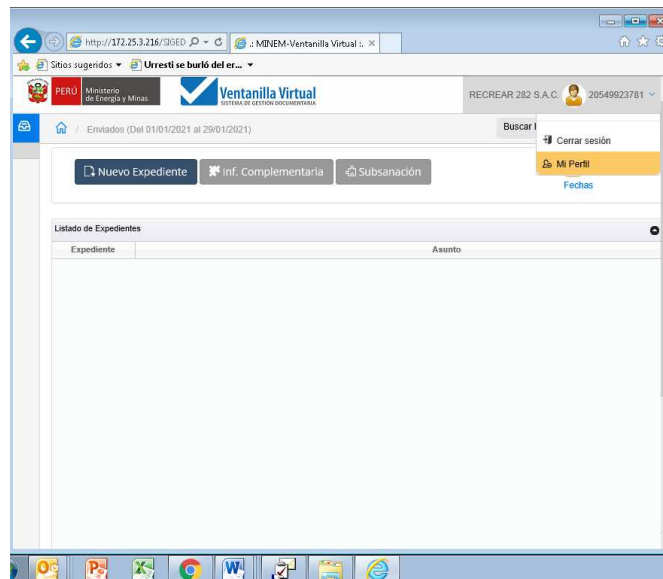 http://172.25.3.216/SIGED
.: MINEM-Ventanilla Virtual :.
Sitios sugeridos
Urresti se burló del er...
PERÚ
Ministerio
de Energía y Minas
Ventanilla Virtual
SISTEMA DE GESTIÓN DOCUMENTARIA
RECREAR 282 S.A.C.
20549923781
/ Enviados (Del 01/01/2021 al 29/01/2021)
Buscar
Cerrar sesión
Mi Perfil
Fechas
Nuevo Expediente
Inf. Complementaria
Subsanación
Listado de Expedientes
Expediente
Asunto